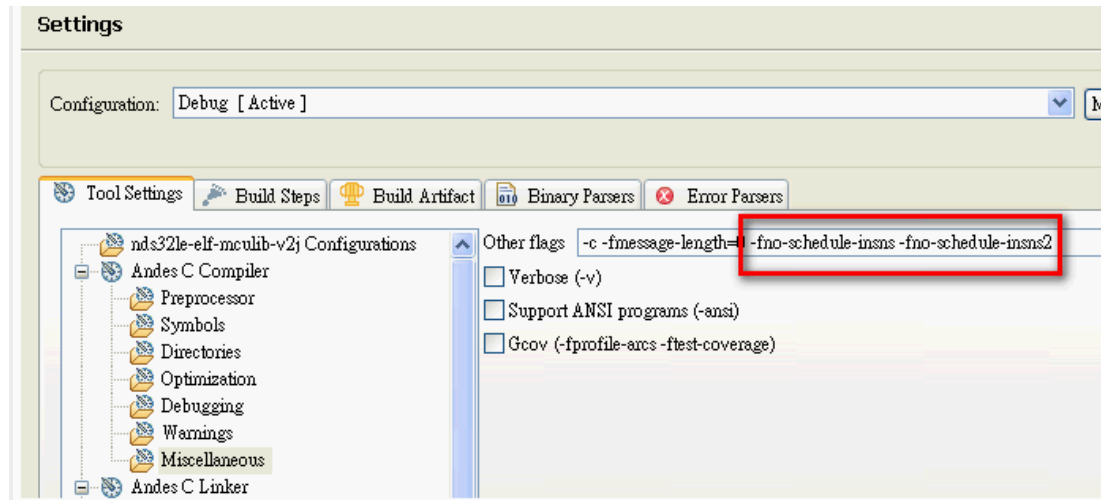 Settings
Configuration: Debug [ Active ]
Tool Settings Build Steps Build Artifact Binary Parsers Error Parsers
nds32le-elf-mculib-v2j Configurations
Other flags -c -fmessage-length= -fno-schedule-insns -fno-schedule-insns2
Andes C Compiler
Verbose (-v)
Preprocessor
Support ANSI programs (-ansi)
Symbols
Gcov (-fprofile-arcs -ftest-coverage)
Directories
Optimization
Debugging
Warnings
Miscellaneous
Andes C Linker